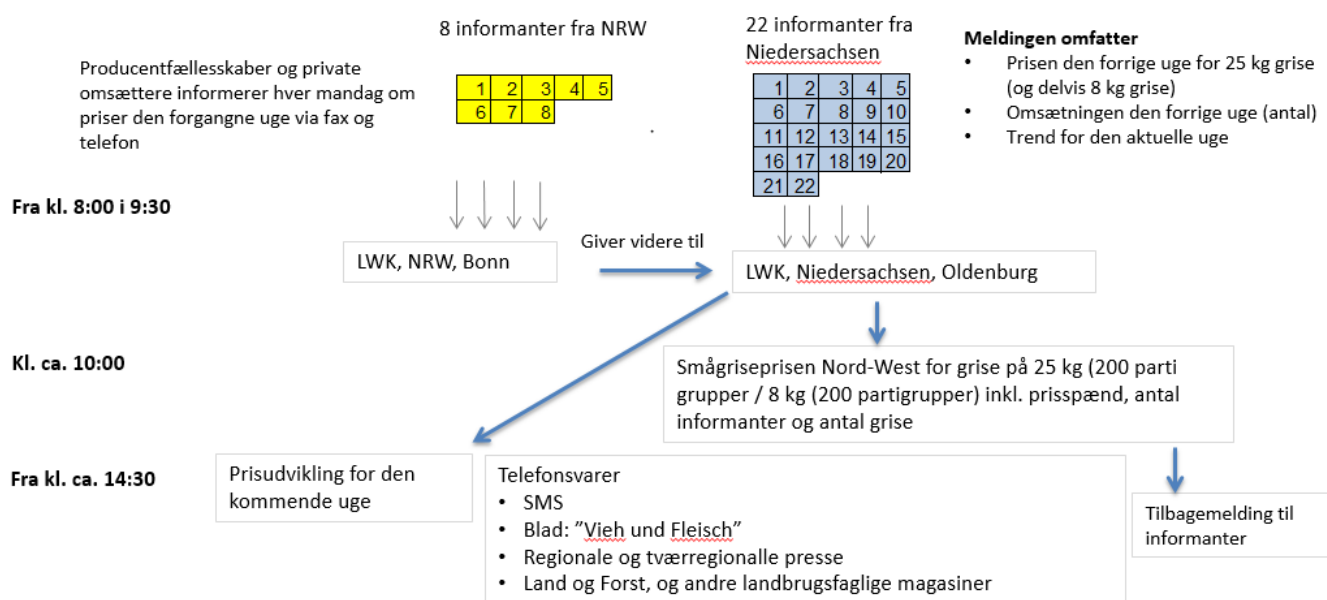 8 informanter fra NRW
22 informanter fra
Niedersachsen
Meldingen omfatter
• Prisen den forrige uge for 25 kg grise
(og delvis 8 kg grise)
• Omsætningen den forrige uge (antal)
• Trend for den aktuelle uge
Producentfællesskaber og private
omsættere informerer hver mandag om
priser den forgangne uge via fax og
telefon
1 2 3 4 5
6 7 8
1 2 3 4 5
6 7 8 9 10
11 12 13 14 15
16 17 18 19 20
21 22
Fra kl. 8:00 i 9:30
LWK, NRW, Bonn
Giver videre til
LWK, Niedersachsen, Oldenburg
Kl. ca. 10:00
Smågriseprisen Nord-West for grise på 25 kg (200 parti
grupper / 8 kg (200 partigrupper) inkl. prisspænd, antal
informanter og antal grise
Fra kl. ca. 14:30
Prisudvikling for den
kommende uge
Telefonsvarer
• SMS
• Blad: ”Vieh und Fleisch”
• Regionale og tværregionalle presse
• Land og Forst, og andre landbrugsfaglige magasiner
Tilbagemelding til
informanter